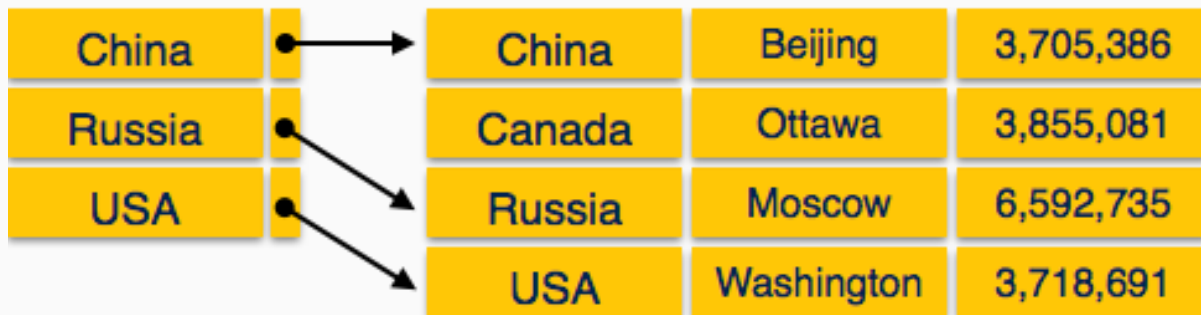 China China Beijing 3,705,386
Russia Canada Ottawa 3,855,081
USA Russia Moscow 6,592,735
USA Washington 3,718,691